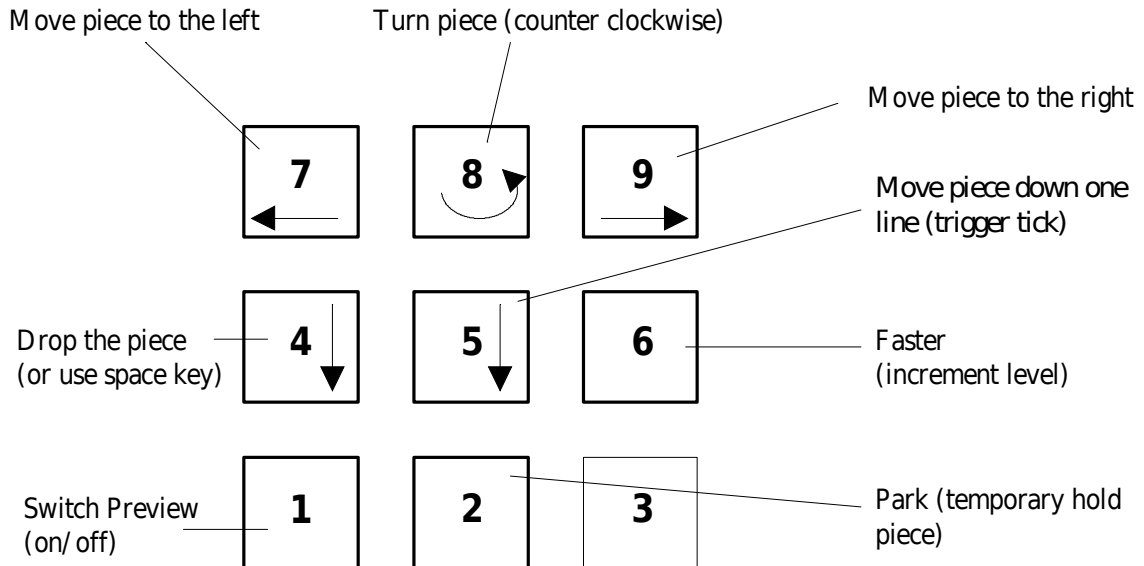 Move piece to the left
Turn piece (counter clockwise)
Move piece to the right
7
8
9
Move piece down one
line (trigger tick)
Drop the piece
(or use space key)
4
5
6
Faster
(increment level)
Switch Preview
(on/off)
1
2
3
Park (temporary hold
piece)